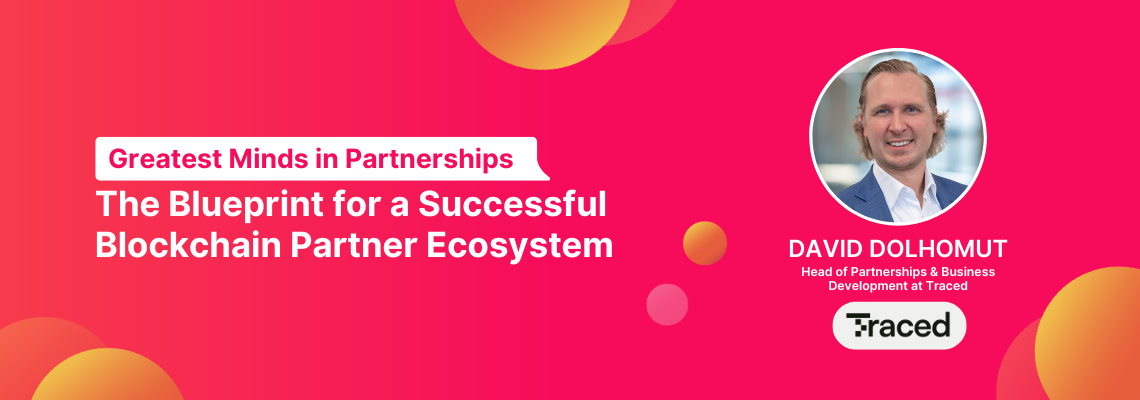 Greatest Minds in Partnerships
The Blueprint for a Successful
Blockchain Partner Ecosystem
DAVID DOLHOMUT
Head of Partnerships & Business
Development at Traced
Traced